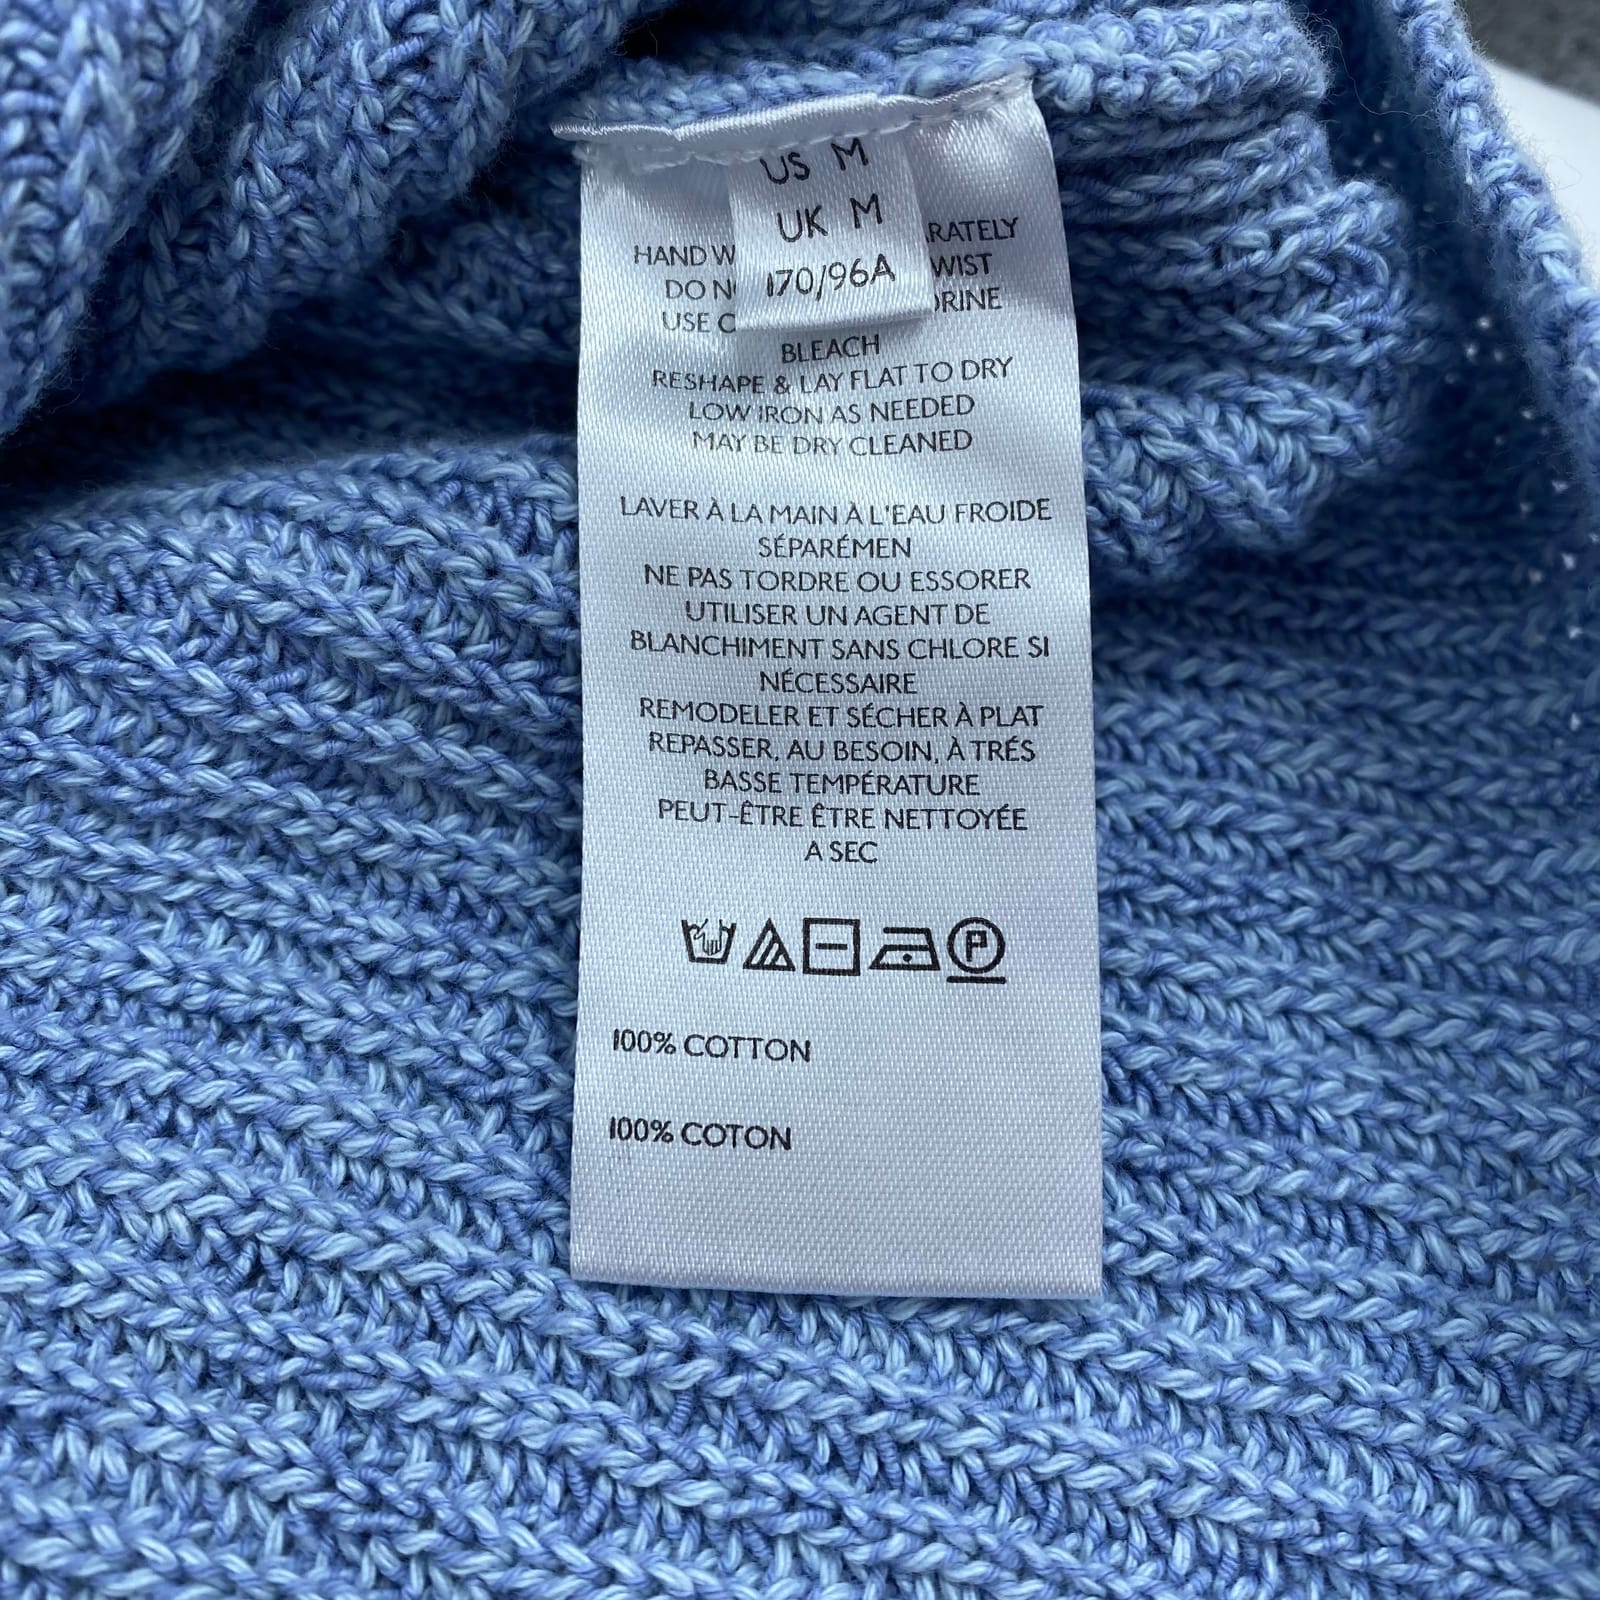 US M
UK M
170/96A
HAND
DO
USE
BLEACH
RESHAPE & LAY FLAT TO DRY
LOW IRON AS NEEDED
MAY BE DRY CLEANED
LAVER À LA MAIN À L'EAU FROIDE
SÉPARÉMEN
NE PAS TORDRE OU ESSORER
UTILISER UN AGENT DE
BLANCHIMENT SANS CHLORE SI
NÉCESSAIRE
REMODELER ET SÉCHER À PLAT
REPASSER, AU BESOIN, À TRÉS
BASSE TEMPÉRATURE
PEUT-ÊTRE ÊTRE NETTOYÉE
A SEC
P
100% COTTON
100% COTON